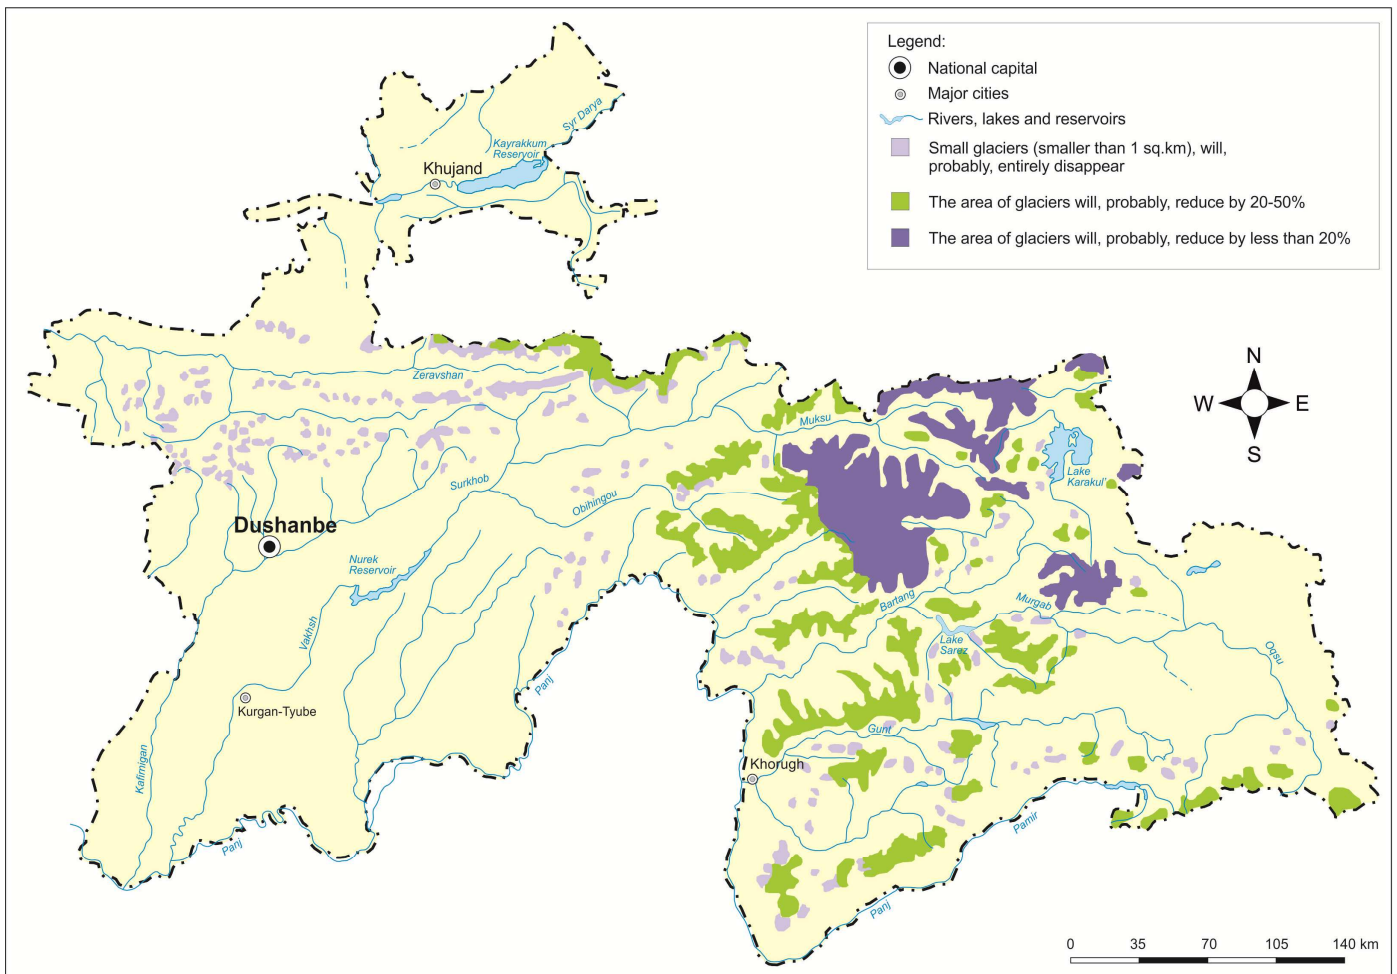 Legend:
National capital
Major cities
Rivers, lakes and reservoirs
Small glaciers (smaller than 1 sq.km), will,
probably, entirely disappear
The area of glaciers will, probably, reduce by 20-50%
The area of glaciers will, probably, reduce by less than 20%
Syr Darya
Kayrakkum
Reservoir
Khujand
N
W
E
S
Zeravshan
Muksu
Lake
Karakul'
Surkhob
Obihingou
Dushanbe
Nurek
Reservoir
Bartang
Murgab
Vakhsh
Lake
Sarez
Oqsu
Panj
Kurgan-Tyube
Gunt
Kafirnigan
Khorugh
Pamir
Panj
Panj
0
35
70
105
140 km